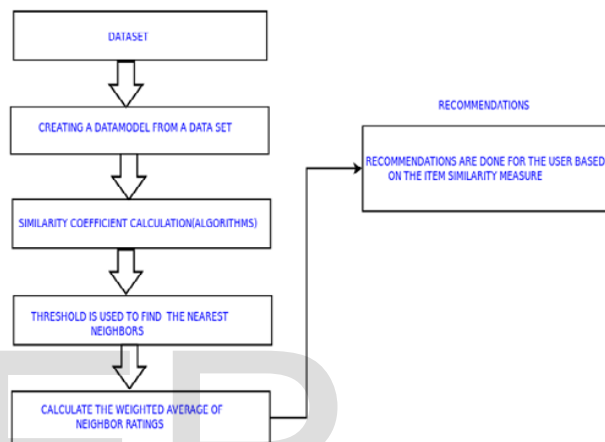 DATASET
CREATING A DATAMODEL FROM A DATA SET
SIMILARITY COEFFICIENT CALCULATION(ALGORITHMS)
THRESHOLD IS USED TO FIND THE NEAREST
NEIGHBORS
CALCULATE THE WEIGHTED AVERAGE OF
NEIGHBOR RATINGS
RECOMMENDATIONS
RECOMMENDATIONS ARE DONE FOR THE USER BASED
ON THE ITEM SIMILARITY MEASURE